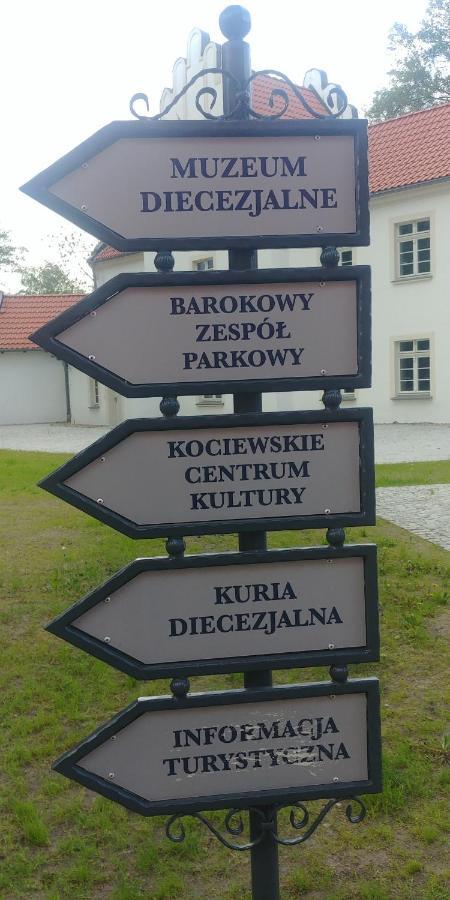 MUZEUM
DIECEZJALNE
BAROKOWY
ZESPÓŁ
PARKOWY
KOCIEWSKIE
CENTRUM
KULTURY
KURIA
DIECEZJALNA
INFORMACJA
TURYSTYCZNA